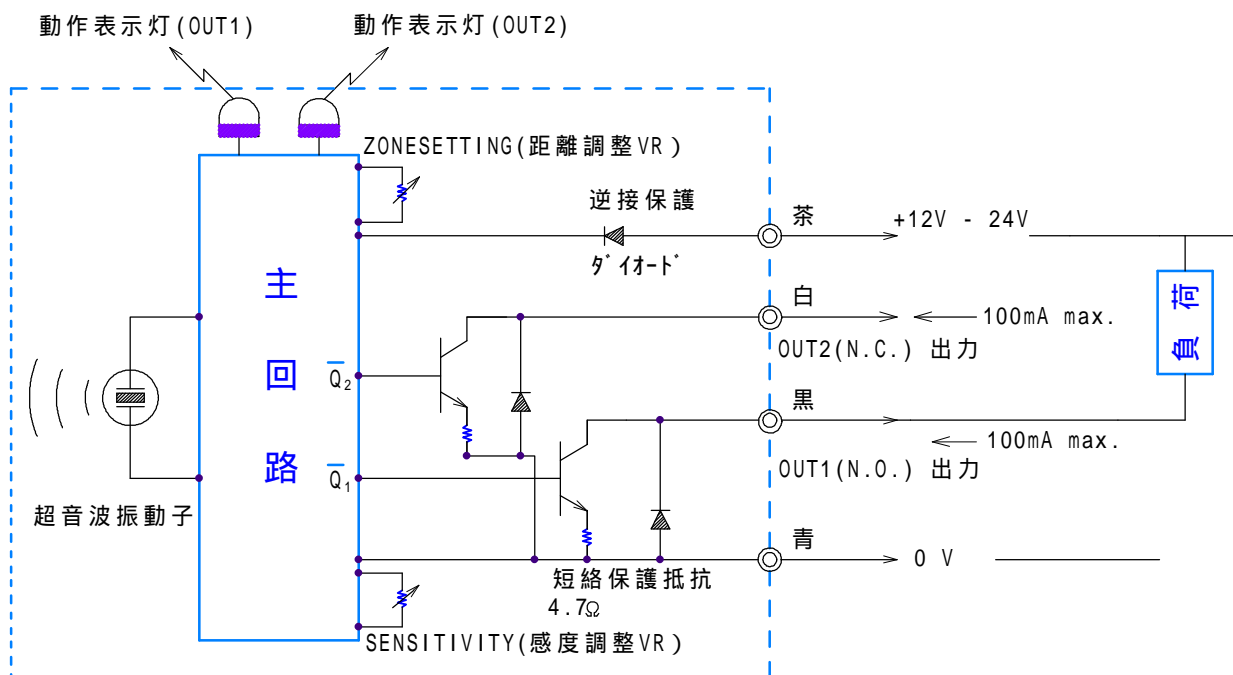 動作表示灯(OUT1)
動作表示灯(OUT2)
ZONESETTING(距離調整VR)
逆接保護
ダイオード
茶
+12V - 24V
主回路
白
100mA max.
OUT2(N.C.) 出力
負荷
Q2
黒
100mA max.
OUT1(N.O.) 出力
Q1
超音波振動子
青
0 V
短絡保護抵抗
4.7Ω
SENSITIVITY(感度調整VR)